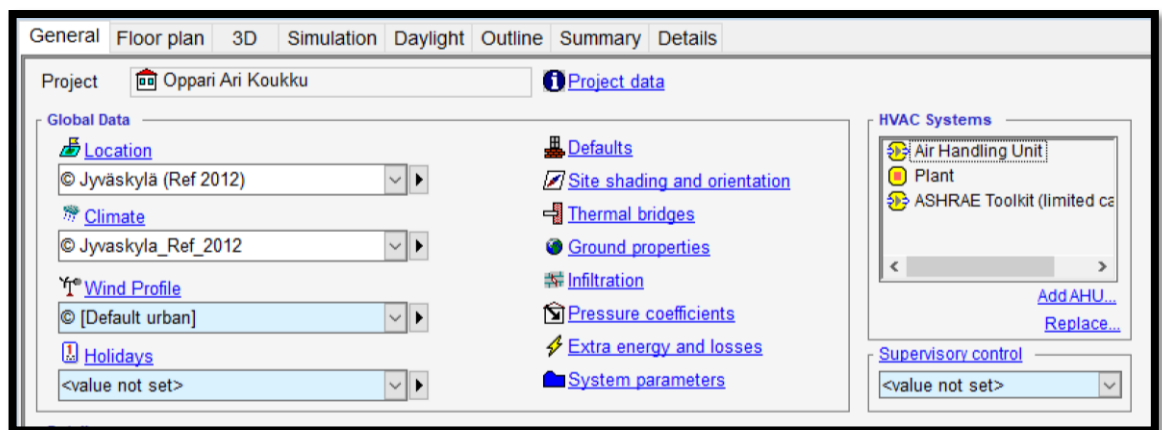 General Floor plan 3D Simulation Daylight Outline Summary Details
Project Oppari Ari Koukku Project data
Global Data
Location
© Jyväskylä (Ref 2012)
Climate
© Jyvaskyla_Ref_2012
Wind Profile
© [Default urban]
Holidays
<value not set>
Defaults
Site shading and orientation
Thermal bridges
Ground properties
Infiltration
Pressure coefficients
Extra energy and losses
System parameters
HVAC Systems
Air Handling Unit
Plant
ASHRAE Toolkit (limited ca
Add AHU...
Replace...
Supervisory control
<value not set>